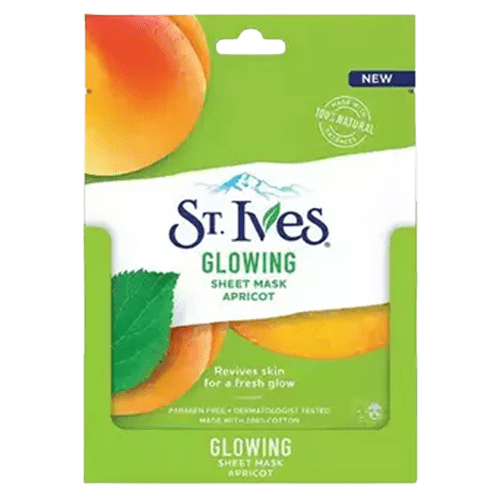 NEW
MADE WITH
100% NATURAL
EXTRACTS
ST. Ives®
GLOWING
SHEET MASK
APRICOT
Revives skin
for a fresh glow
PARABEN FREE • DERMATOLOGIST TESTED
MADE WITH 100% COTTON
GLOWING
SHEET MASK
APRICOT